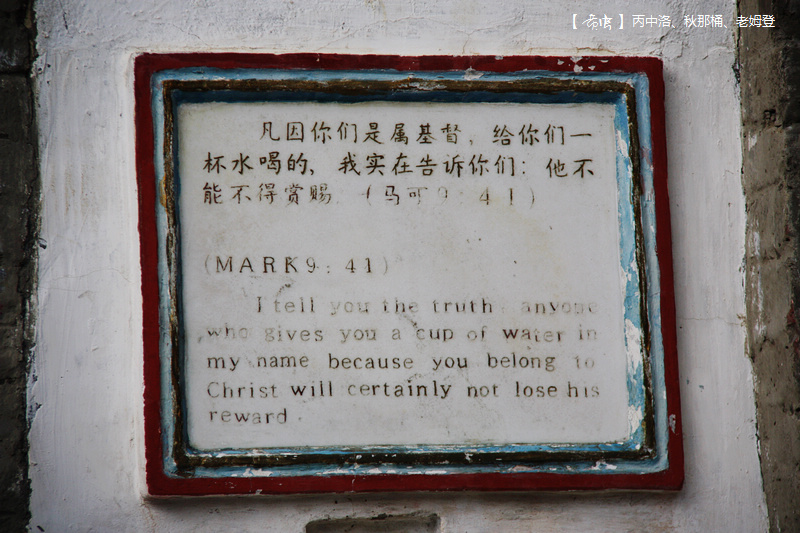 丙中洛、秋那桶、老姆登
凡因你们是属基督，给你们一
杯水喝的，我实在告诉你们：他不
能不得赏赐 （马可9：41）
(MARK9:41)
I tell you the truth, anyone
who gives you a cup of water in
my name because you belong to
Christ will certainly not lose his
reward